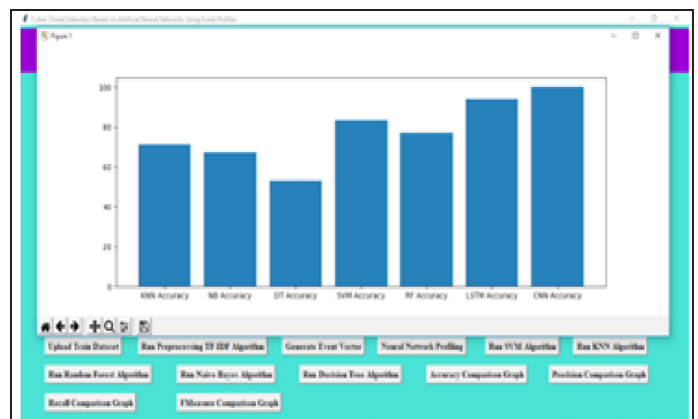 Cyber Threat Detection Based on Artificial Neural Networks Using Event Profiles
Figure 1
100
80
60
40
20
0
KNN Accuracy NB Accuracy DT Accuracy SVM Accuracy RF Accuracy LSTM Accuracy CNN Accuracy
Upload Train Dataset Run Preprocessing TF-IDF Algorithm Generate Event Vector Neural Network Profiling Run SVM Algorithm Run KNN Algorithm
Run Random Forest Algorithm Run Naive Bayes Algorithm Run Decision Tree Algorithm Accuracy Comparison Graph Precision Comparison Graph
Recall Comparison Graph FMeasure Comparison Graph